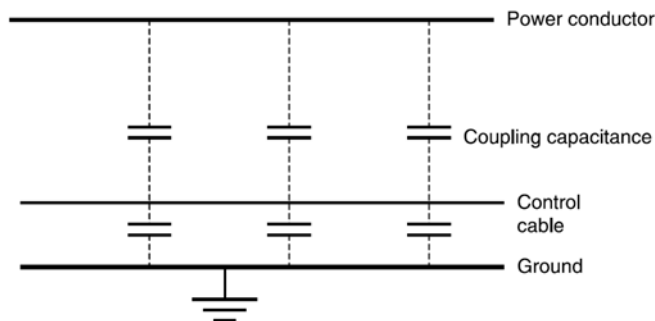 Power conductor
Coupling capacitance
Control
cable
Ground